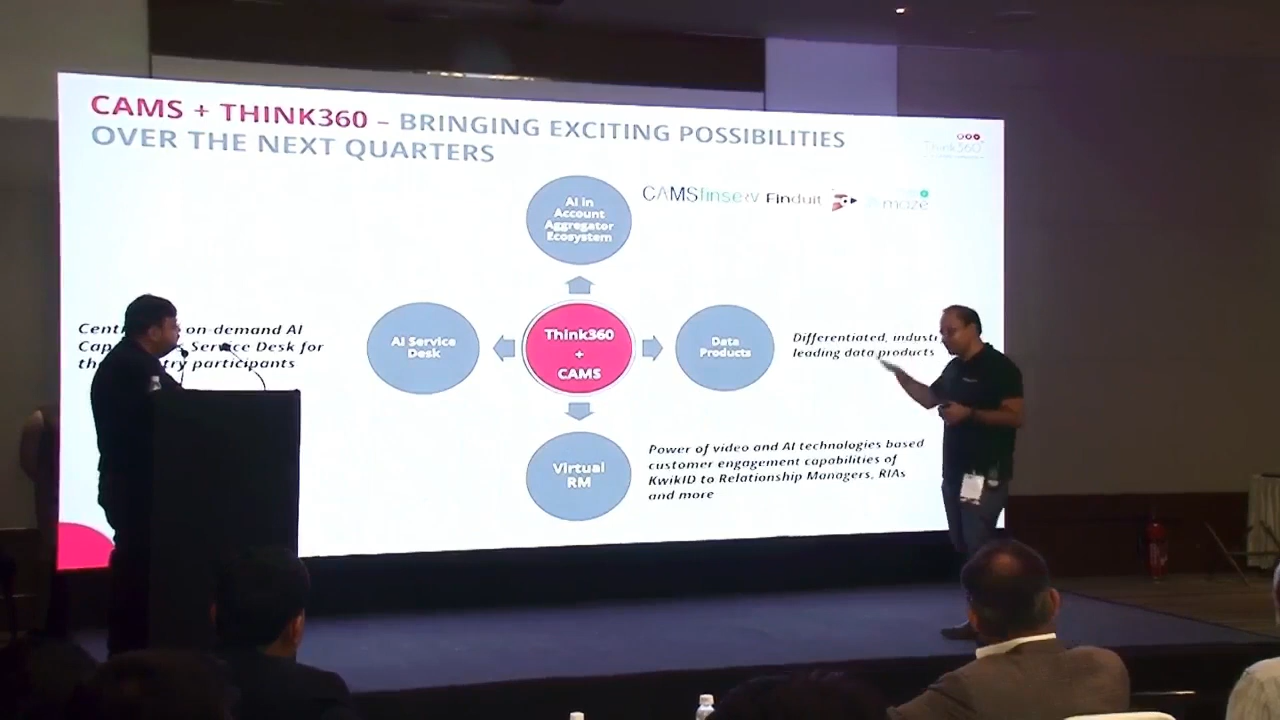 CAMS + THINK360 – BRINGING EXCITING POSSIBILITIES
OVER THE NEXT QUARTERS
Think360
AI in
Account
Aggregator
Ecosystem
CAMSfinserv Finduit
AI Service
Desk
Think360
+
CAMS
Data
Products
Virtual
RM
on-demand AI
Service Desk for
participants
Differentiated,
leading data products
Power of video and AI technologies based
customer engagement capabilities of
KwikID to Relationship Managers, RIAs
and more